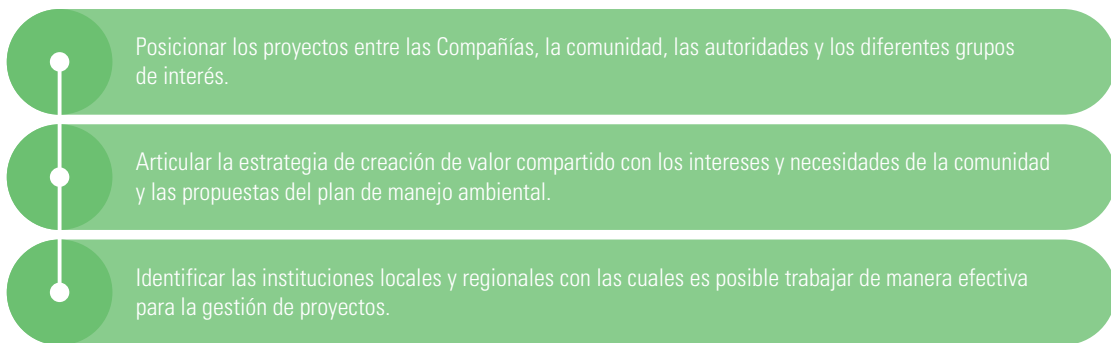 Posicionar los proyectos entre las Compañías, la comunidad, las autoridades y los diferentes grupos
de interés.
Articular la estrategia de creación de valor compartido con los intereses y necesidades de la comunidad
y las propuestas del plan de manejo ambiental.
Identificar las instituciones locales y regionales con las cuales es posible trabajar de manera efectiva
para la gestión de proyectos.